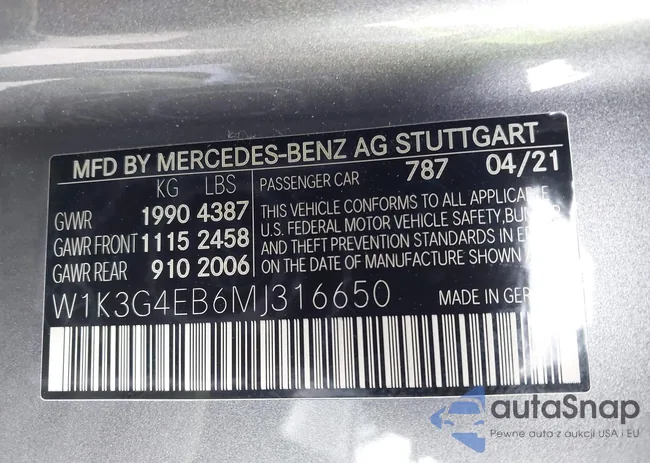 MFD BY MERCEDES-BENZ AG STUTTGART
KG LBS PASSENGER CAR 787 04/21
GVWR 1990 4387
GAWR FRONT 1115 2458
GAWR REAR 910 2006
THIS VEHICLE CONFORMS TO ALL APPLICABLE
U.S. FEDERAL MOTOR VEHICLE SAFETY,
AND THEFT PREVENTION STANDARDS IN
ON THE DATE OF MANUFACTURE SHOWN
W1K3G4EB6MJ316650 MADE IN
autaSnap
Pewne auta z aukcji USA i EU